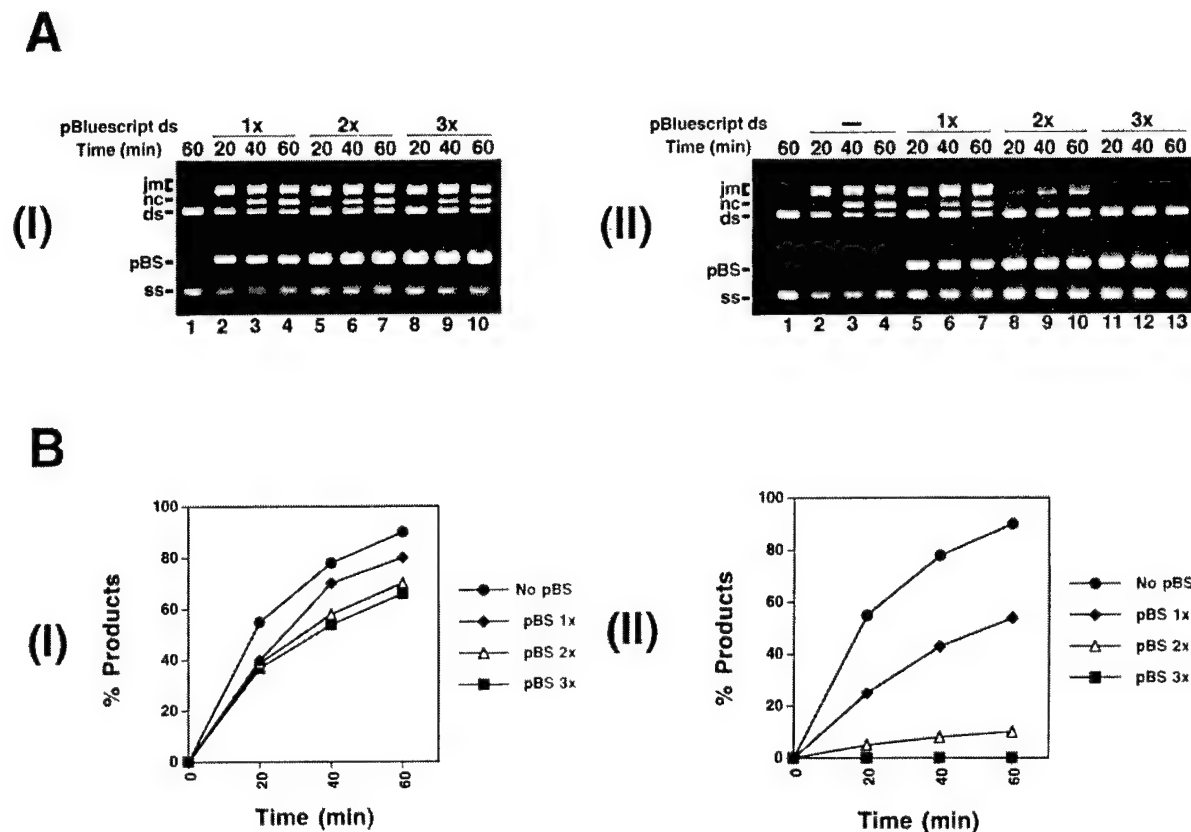 A
(I)
pBluescript ds 1x 2x 3x
Time (min) 60 20 40 60 20 40 60 20 40 60
jm
nc
ds
pBS
ss
1 2 3 4 5 6 7 8 9 10
(II)
pBluescript ds — 1x 2x 3x
Time (min) 60 20 40 60 20 40 60 20 40 60 20 40 60
jm
nc
ds
pBS
ss
1 2 3 4 5 6 7 8 9 10 11 12 13
B
(I)
% Products
100
80
60
40
20
0
0 20 40 60
Time (min)
No pBS
pBS 1x
pBS 2x
pBS 3x
(II)
% Products
100
80
60
40
20
0
0 20 40 60
Time (min)
No pBS
pBS 1x
pBS 2x
pBS 3x